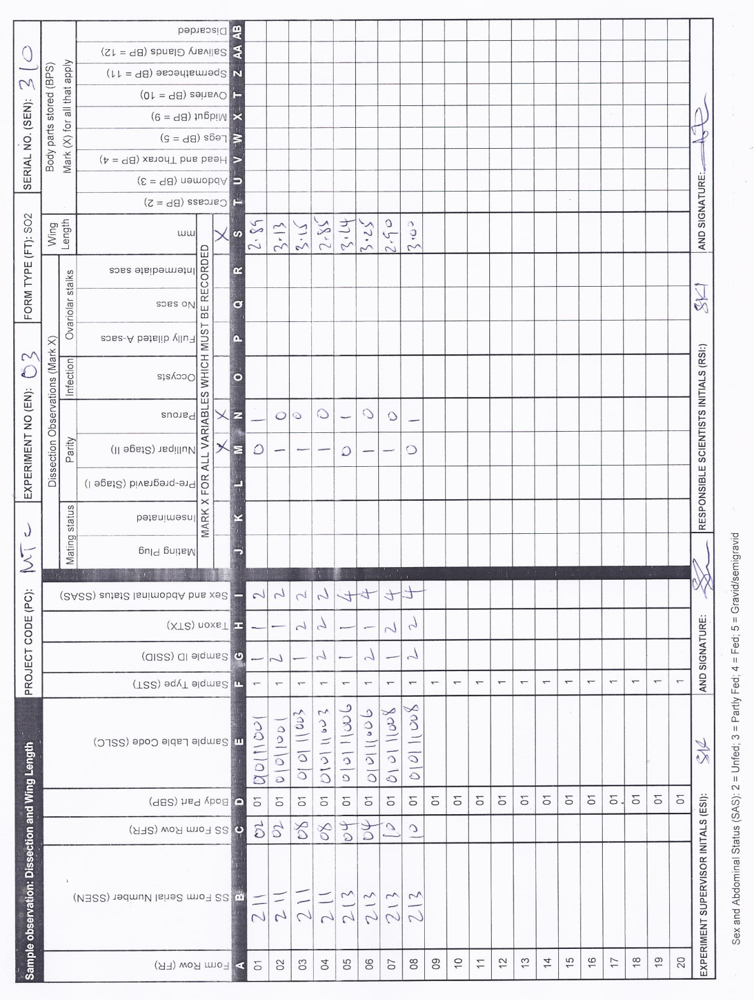 Sample observation: Dissection and Wing Length PROJECT CODE (PC): MTC EXPERIMENT NO (EN): 03 FORM TYPE (FT): SO2 SERIAL NO. (SEN): 310
Dissection Observations (Mark X) Wing Length Body parts stored (BPS)
Mating status Parity Infection Ovariolar stalks Mark (X) for all that apply
Form Row (FR) SS Form Serial Number (SSEN) SS Form Row (SFR) Body Part (SBP) Sample Lable Code (SSLC) Sample Type (SST) Sample ID (SSID) Taxon (STX) Sex and Abdominal Status (SSAS) Mating Plug Inseminated Pre-pregravid (Stage I) Nullipar (Stage II) Parous Occysts Fully dilated A-sacs No sacs Intermediate sacs mm Carcass (BP = 2) Abdomen (BP = 3) Head and Thorax (BP = 4) Legs (BP = 5) Midgut (BP = 9) Ovaries (BP = 10) Spermathecae (BP = 11) Salivary Glands (BP = 12) Discarded
MARK X FOR ALL VARIABLES WHICH MUST BE RECORDED
X X X
A B C D E F G H I J K L M N O P Q R S T U V W X T Z AA AB
01 211 02 01 01011001 1 1 1 2 0 1 2.89
02 211 02 01 01011001 1 2 1 2 1 0 3.13
03 211 08 01 010111003 1 1 2 2 1 0 3.15
04 211 08 01 010111003 1 2 2 2 1 0 2.85
05 213 04 01 010111006 1 1 1 4 0 1 3.14
06 213 04 01 010111006 1 2 1 4 1 0 3.25
07 213 10 01 010111008 1 1 2 4 1 0 2.90
08 213 10 01 010111008 1 2 2 4 0 1 3.00
09 01 1
10 01 1
11 01 1
12 01 1
13 01 1
14 01 1
15 01 1
16 01 1
17 01 1
18 01 1
19 01 1
20 01 1
EXPERIMENT SUPERVISOR INITALS (ESI): SK AND SIGNATURE: RESPONSIBLE SCIENTISTS INITIALS (RSI:) SKI AND SIGNATURE:
Sex and Abdominal Status (SAS): 2 = Unfed; 3 = Partly Fed; 4 = Fed; 5 = Gravid/semigravid